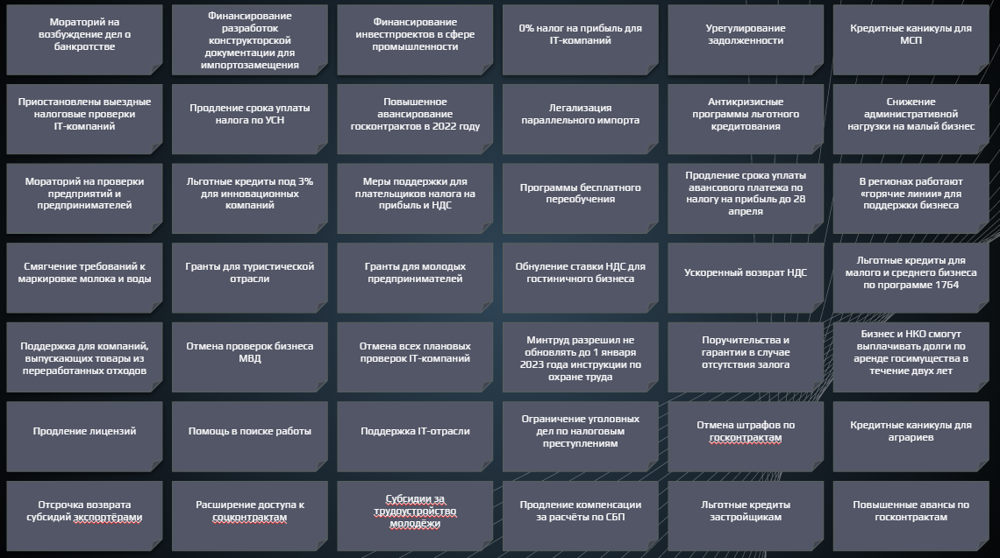 Мораторий на
возбуждение дел о
банкротстве
Финансирование
разработок
конструкторской
документации для
импортозамещения
Финансирование
инвестпроектов в сфере
промышленности
0% налог на прибыль для
IT-компаний
Урегулирование
задолженности
Кредитные каникулы для
МСП
Приостановлены выездные
налоговые проверки
IT-компаний
Продление срока уплаты
налога по УСН
Повышенное
авансирование
госконтрактов в 2022 году
Легализация
параллельного импорта
Антикризисные
программы льготного
кредитования
Снижение
административной
нагрузки на малый бизнес
Мораторий на проверки
предприятий и
предпринимателей
Льготные кредиты под 3%
для инновационных
компаний
Меры поддержки для
плательщиков налога на
прибыль и НДС
Программы бесплатного
переобучения
Продление срока уплаты
авансового платежа по
налогу на прибыль до 28
апреля
В регионах работают
«горячие линии» для
поддержки бизнеса
Смягчение требований к
маркировке молока и воды
Гранты для туристической
отрасли
Гранты для молодых
предпринимателей
Обнуление ставки НДС для
гостиничного бизнеса
Ускоренный возврат НДС
Льготные кредиты для
малого и среднего бизнеса
по программе 1764
Поддержка для компаний,
выпускающих товары из
переработанных отходов
Отмена проверок бизнеса
МВД
Отмена всех плановых
проверок IT-компаний
Минтруд разрешил не
обновлять до 1 января
2023 года инструкции по
охране труда
Поручительства и
гарантии в случае
отсутствия залога
Бизнес и НКО смогут
выплачивать долги по
аренде госимущества в
течение двух лет
Продление лицензий
Помощь в поиске работы
Поддержка IT-отрасли
Ограничение уголовных
дел по налоговым
преступлениям
Отмена штрафов по
госконтрактам
Кредитные каникулы для
аграриев
Отсрочка возврата
субсидий экспортёрами
Расширение доступа к
соцконтрактам
Субсидии за
трудоустройство
молодёжи
Продление компенсации
за расчёты по СБП
Льготные кредиты
застройщикам
Повышенные авансы по
госконтрактам